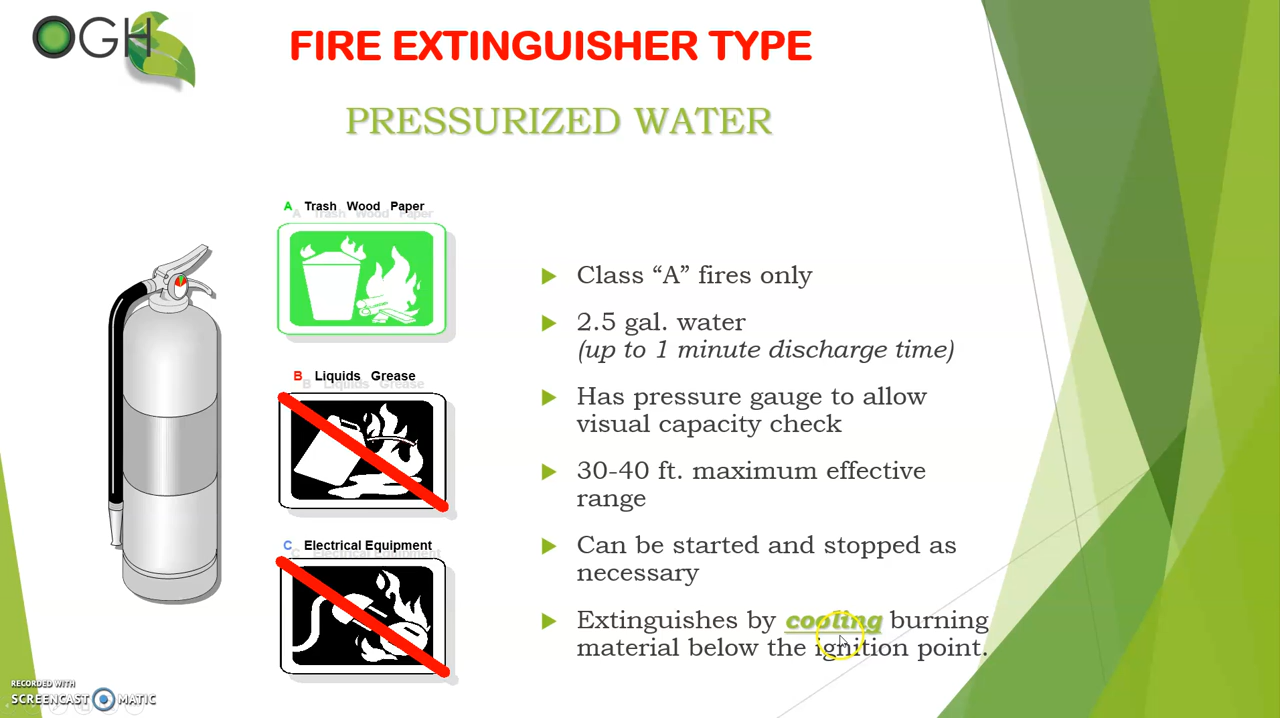 OGH
FIRE EXTINGUISHER TYPE
PRESSURIZED WATER
A Trash Wood Paper
B Liquids Grease
C Electrical Equipment
Class “A” fires only
2.5 gal. water
(up to 1 minute discharge time)
Has pressure gauge to allow
visual capacity check
30-40 ft. maximum effective
range
Can be started and stopped as
necessary
Extinguishes by cooling burning
material below the ignition point.
RECORDED WITH
SCREENCAST MATIC